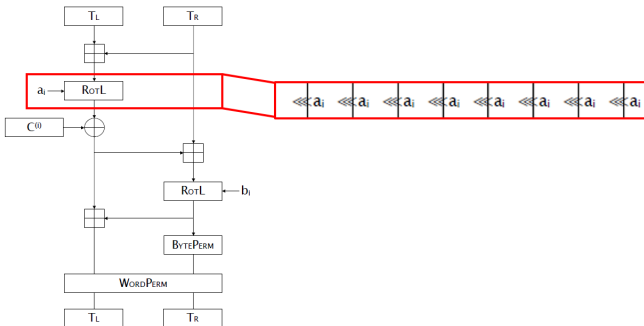 TL TR
ai ROTL
⋘ai ⋘ai ⋘ai ⋘ai ⋘ai ⋘ai ⋘ai ⋘ai
C(i)
ROTL bi
BYTEPERM
WORDPERM
TL TR